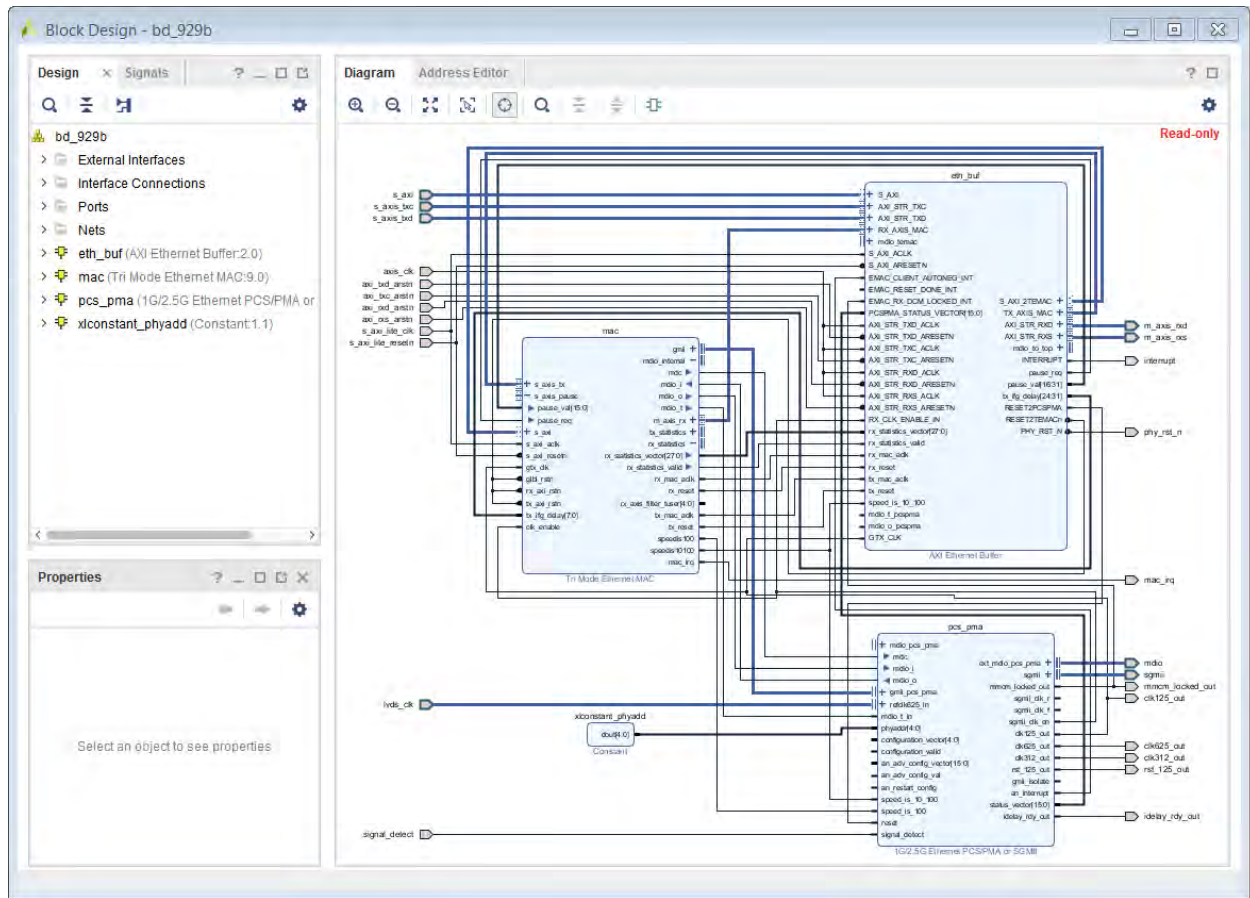 Block Design - bd_929b
Design × Signals ?
Diagram Address Editor ?
Read-only
bd_929b
External Interfaces
Interface Connections
Ports
Nets
eth_buf (AXI Ethernet Buffer:2.0)
mac (Tri Mode Ethernet MAC:9.0)
pcs_pma (1G/2.5G Ethernet PCS/PMA or
xlconstant_phyadd (Constant:1.1)
Properties ?
Select an object to see properties
s_axi
s_axis_txc
s_axis_txd
axis_clk
axi_txd_arstn
axi_txc_arstn
axi_rxd_arstn
axi_rxs_arstn
s_axi_lite_clk
s_axi_lite_resetn
mac
s_axis_tx
s_axis_pause
pause_val[15:0]
pause_req
s_axi
s_axi_aclk
s_axi_resetn
gtx_clk
glbl_rstn
rx_axi_rstn
tx_axi_rstn
tx_ifg_delay[7:0]
clk_enable
gmii
mdio_internal
mdc
mdio_i
mdio_o
mdio_t
m_axis_rx
tx_statistics
rx_statistics
rx_statistics_vector[27:0]
rx_statistics_valid
rx_mac_aclk
rx_reset
rx_axis_filter_tuser[4:0]
tx_mac_aclk
tx_reset
speedis100
speedis10100
mac_irq
Tri Mode Ethernet MAC
eth_buf
S_AXI
AXI_STR_TXC
AXI_STR_TXD
RX_AXIS_MAC
mdio_temac
S_AXI_ACLK
S_AXI_ARESETN
EMAC_CLIENT_AUTONEG_INT
EMAC_RESET_DONE_INT
EMAC_RX_DCM_LOCKED_INT
PCSPMA_STATUS_VECTOR[15:0]
AXI_STR_TXD_ACLK
AXI_STR_TXD_ARESETN
AXI_STR_TXC_ACLK
AXI_STR_TXC_ARESETN
AXI_STR_RXD_ACLK
AXI_STR_RXD_ARESETN
AXI_STR_RXS_ACLK
AXI_STR_RXS_ARESETN
RX_CLK_ENABLE_IN
rx_statistics_vector[27:0]
rx_statistics_valid
rx_mac_aclk
rx_reset
tx_mac_aclk
tx_reset
speed_is_10_100
mdio_t_pcspma
mdio_o_pcspma
GTX_CLK
S_AXI_2TEMAC
TX_AXIS_MAC
AXI_STR_RXD
AXI_STR_RXS
mdio_to_top
INTERRUPT
pause_req
pause_val[16:31]
tx_ifg_delay[24:31]
RESET2PCSPMA
RESET2TEMACn
PHY_RST_N
AXI Ethernet Buffer
m_axis_rxd
m_axis_rxs
interrupt
phy_rst_n
mac_irq
lvds_clk
xlconstant_phyadd
dout[4:0]
Constant
signal_detect
pcs_pma
mdio_pcs_pma
mdc
mdio_i
mdio_o
gmii_pcs_pma
refclk625_in
mdio_t_in
phyaddr[4:0]
configuration_vector[4:0]
configuration_valid
an_adv_config_vector[15:0]
an_adv_config_val
an_restart_config
speed_is_10_100
speed_is_100
reset
signal_detect
ext_mdio_pcs_pma
sgmii
mmcm_locked_out
sgmii_clk_r
sgmii_clk_f
sgmii_clk_en
clk125_out
clk625_out
clk312_out
rst_125_out
gmii_isolate
an_interrupt
status_vector[15:0]
idelay_rdy_out
1G/2.5G Ethernet PCS/PMA or SGMII
mdio
sgmii
mmcm_locked_out
clk125_out
clk625_out
clk312_out
rst_125_out
idelay_rdy_out